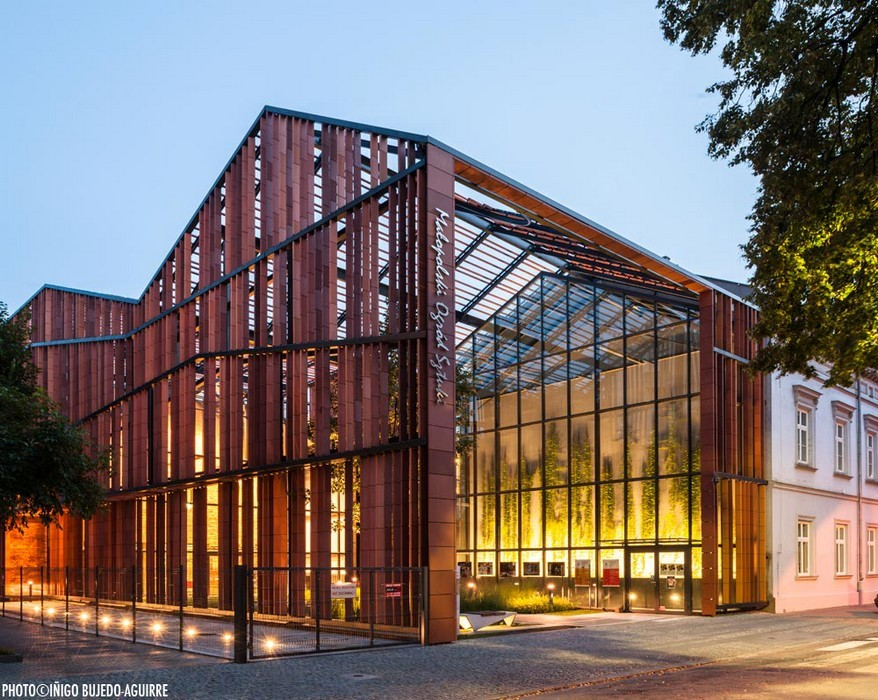 Małopolski Ogród Sztuki
PHOTO©IÑIGO BUJEDO-AGUIRRE